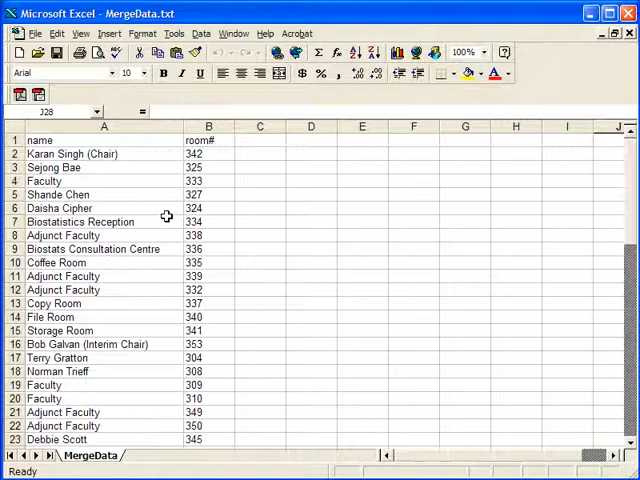 Microsoft Excel - MergeData.txt
File Edit View Insert Format Tools Data Window Help Acrobat
100%
Arial 10 B I U $ % , A
J28 =
A B C D E F G H I J
1 name room#
2 Karan Singh (Chair) 342
3 Sejong Bae 325
4 Faculty 333
5 Shande Chen 327
6 Daisha Cipher 324
7 Biostatistics Reception 334
8 Adjunct Faculty 338
9 Biostats Consultation Centre 336
10 Coffee Room 335
11 Adjunct Faculty 339
12 Adjunct Faculty 332
13 Copy Room 337
14 File Room 340
15 Storage Room 341
16 Bob Galvan (Interim Chair) 353
17 Terry Gratton 304
18 Norman Trieff 308
19 Faculty 309
20 Faculty 310
21 Adjunct Faculty 349
22 Adjunct Faculty 350
23 Debbie Scott 345
MergeData
Ready